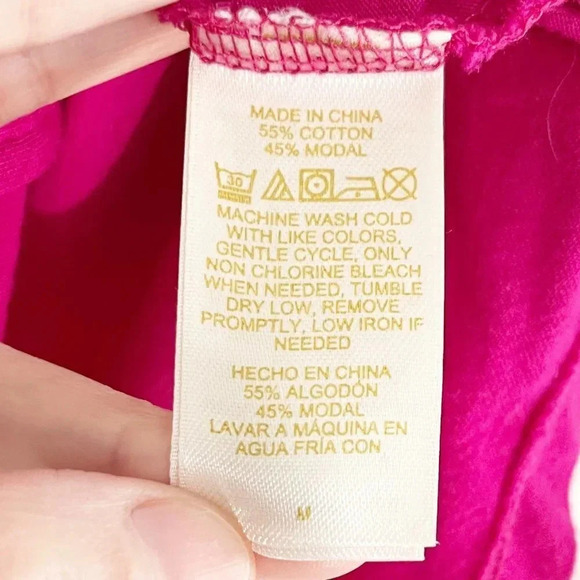 MADE IN CHINA
55% COTTON
45% MODAL
30
MACHINE WASH COLD
WITH LIKE COLORS,
GENTLE CYCLE, ONLY
NON CHLORINE BLEACH
WHEN NEEDED, TUMBLE
DRY LOW, REMOVE
PROMPTLY, LOW IRON IF
NEEDED
HECHO EN CHINA
55% ALGODÓN
45% MODAL
LAVAR A MÁQUINA EN
AGUA FRÍA CON